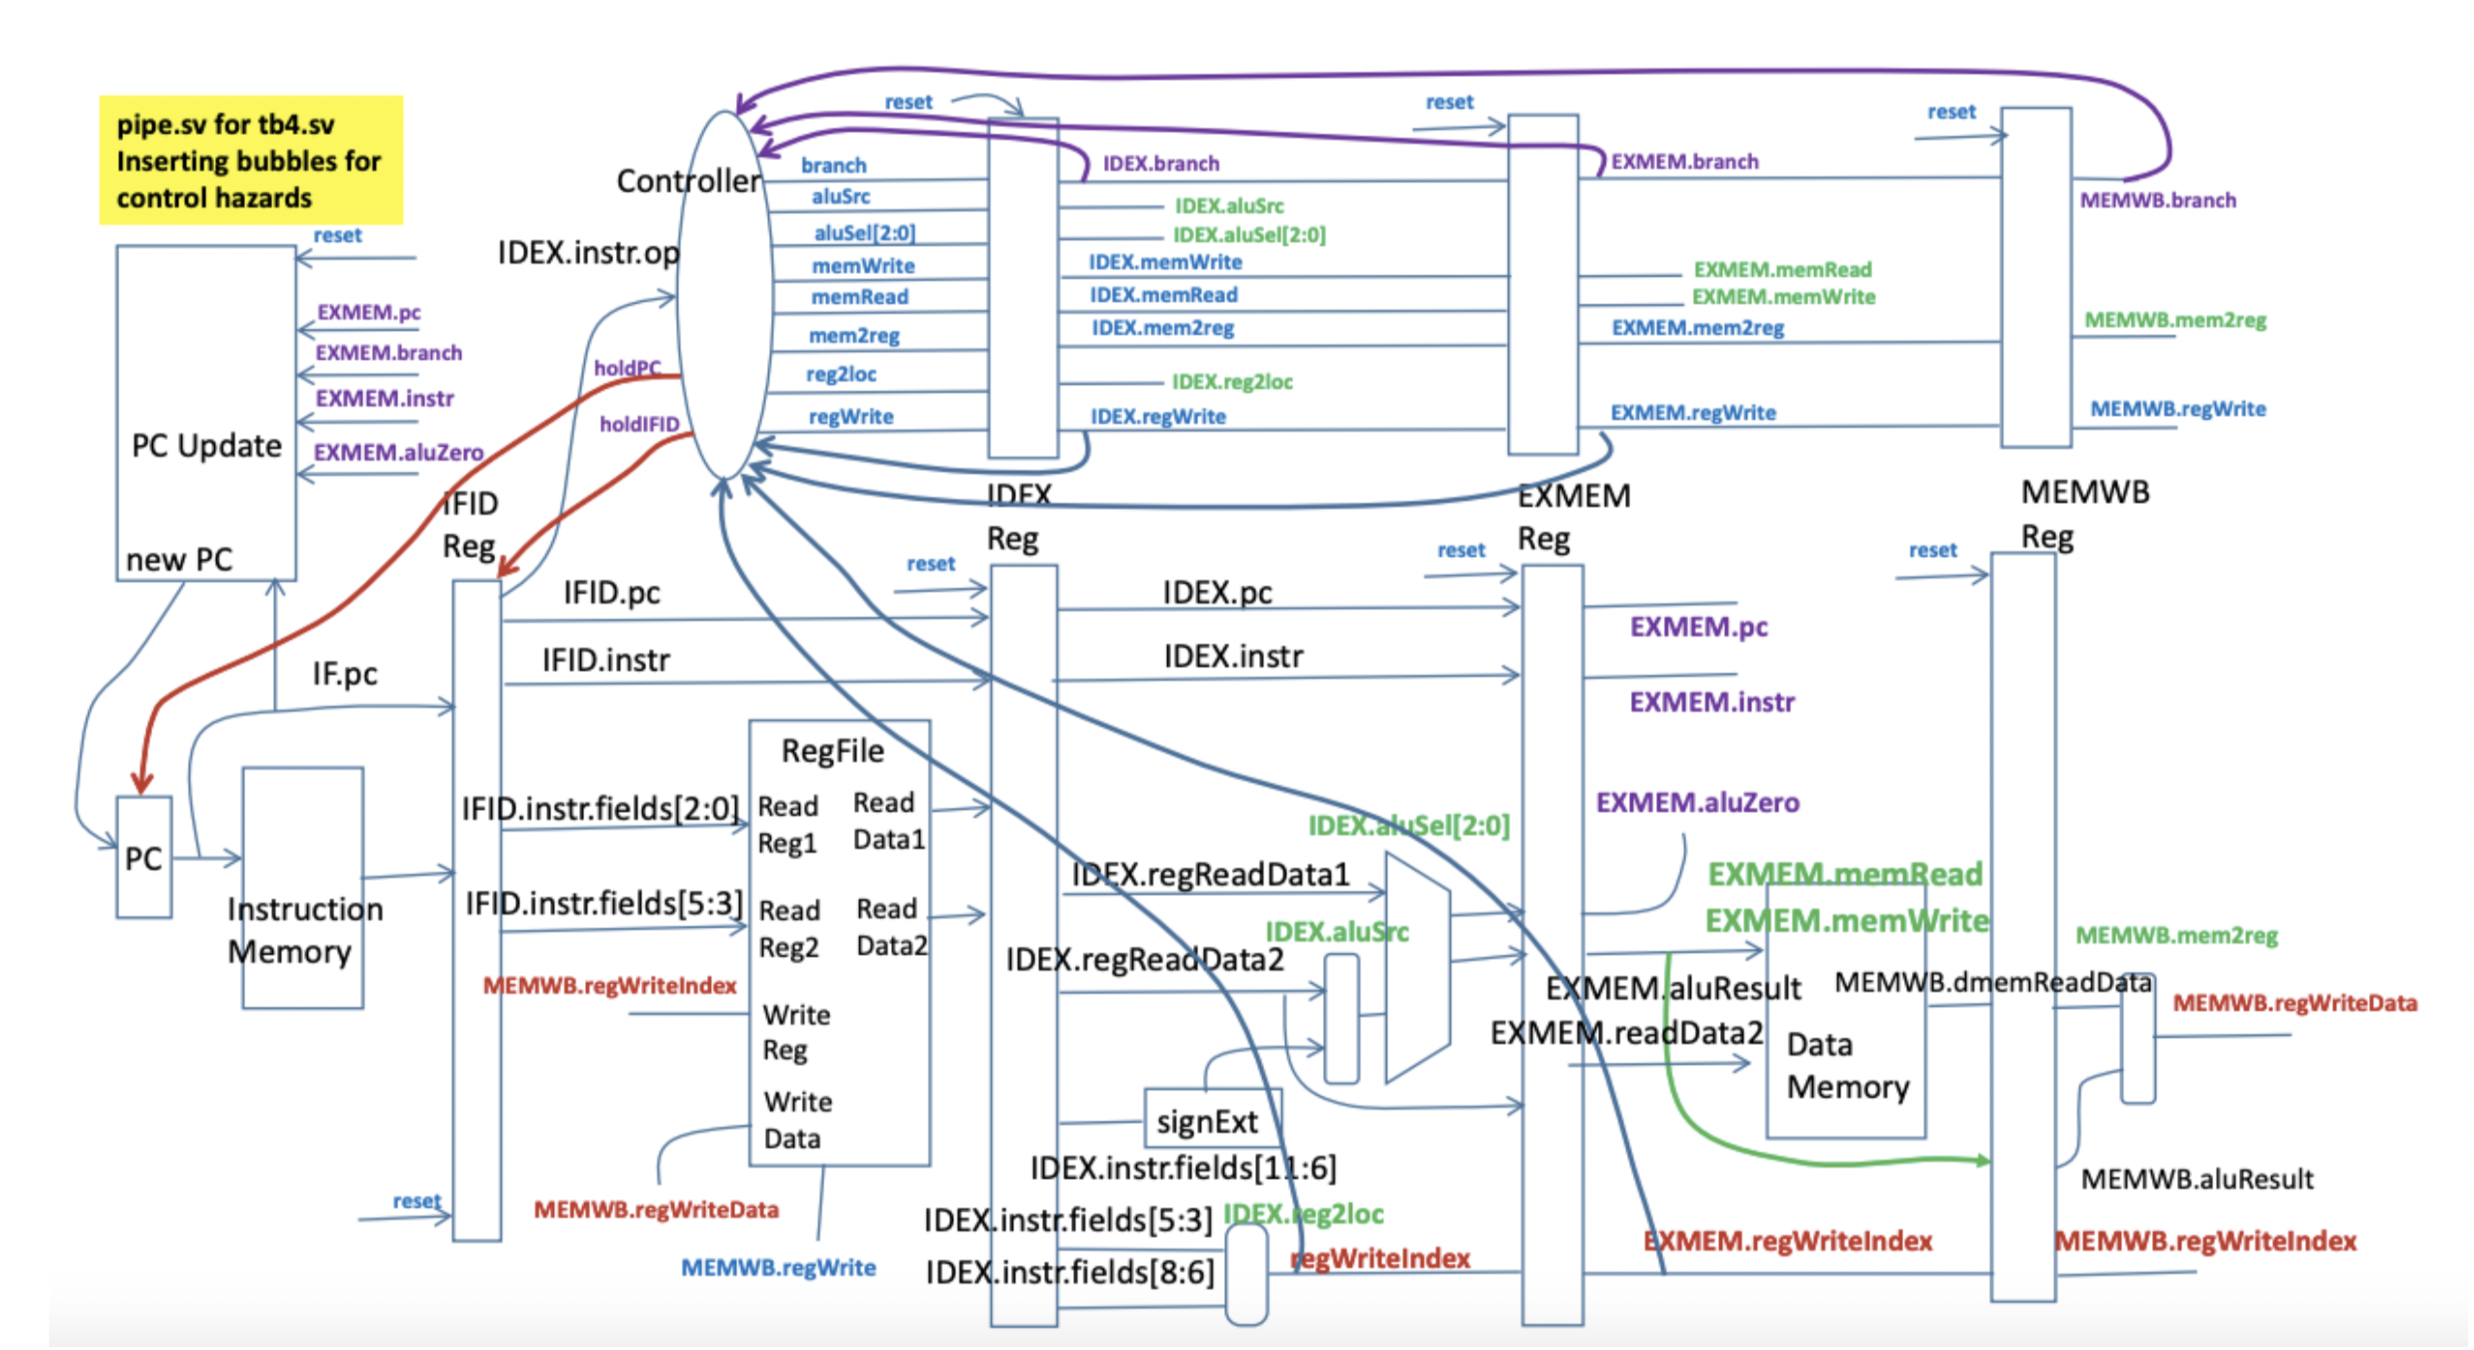 pipe.sv for tb4.sv
Inserting bubbles for
control hazards
reset
EXMEM.pc
EXMEM.branch
EXMEM.instr
EXMEM.aluZero
PC Update
new PC
Controller
IDEX.instr.op
holdPC
holdIFID
branch
aluSrc
aluSel[2:0]
memWrite
memRead
mem2reg
reg2loc
regWrite
reset
IDEX.branch
IDEX.aluSrc
IDEX.aluSel[2:0]
IDEX.memWrite
IDEX.memRead
IDEX.mem2reg
IDEX.reg2loc
IDEX.regWrite
reset
EXMEM.branch
EXMEM.memRead
EXMEM.memWrite
EXMEM.mem2reg
EXMEM.regWrite
reset
MEMWB.branch
MEMWB.mem2reg
MEMWB.regWrite
IFID
Reg
IDEX
Reg
EXMEM
Reg
MEMWB
Reg
reset
reset
reset
IFID.pc
IFID.instr
IDEX.pc
IDEX.instr
EXMEM.pc
EXMEM.instr
IF.pc
PC
Instruction
Memory
IFID.instr.fields[2:0]
IFID.instr.fields[5:3]
MEMWB.regWriteIndex
RegFile
Read
Reg1
Read
Data1
Read
Reg2
Read
Data2
Write
Reg
Write
Data
reset
MEMWB.regWriteData
MEMWB.regWrite
IDEX.aluSel[2:0]
IDEX.regReadData1
IDEX.aluSrc
IDEX.regReadData2
signExt
IDEX.instr.fields[11:6]
IDEX.instr.fields[5:3]
IDEX.reg2loc
IDEX.instr.fields[8:6]
regWriteIndex
EXMEM.aluZero
EXMEM.memRead
EXMEM.memWrite
EXMEM.aluResult
EXMEM.readData2
Data
Memory
MEMWB.dmemReadData
MEMWB.mem2reg
MEMWB.regWriteData
MEMWB.aluResult
EXMEM.regWriteIndex
MEMWB.regWriteIndex